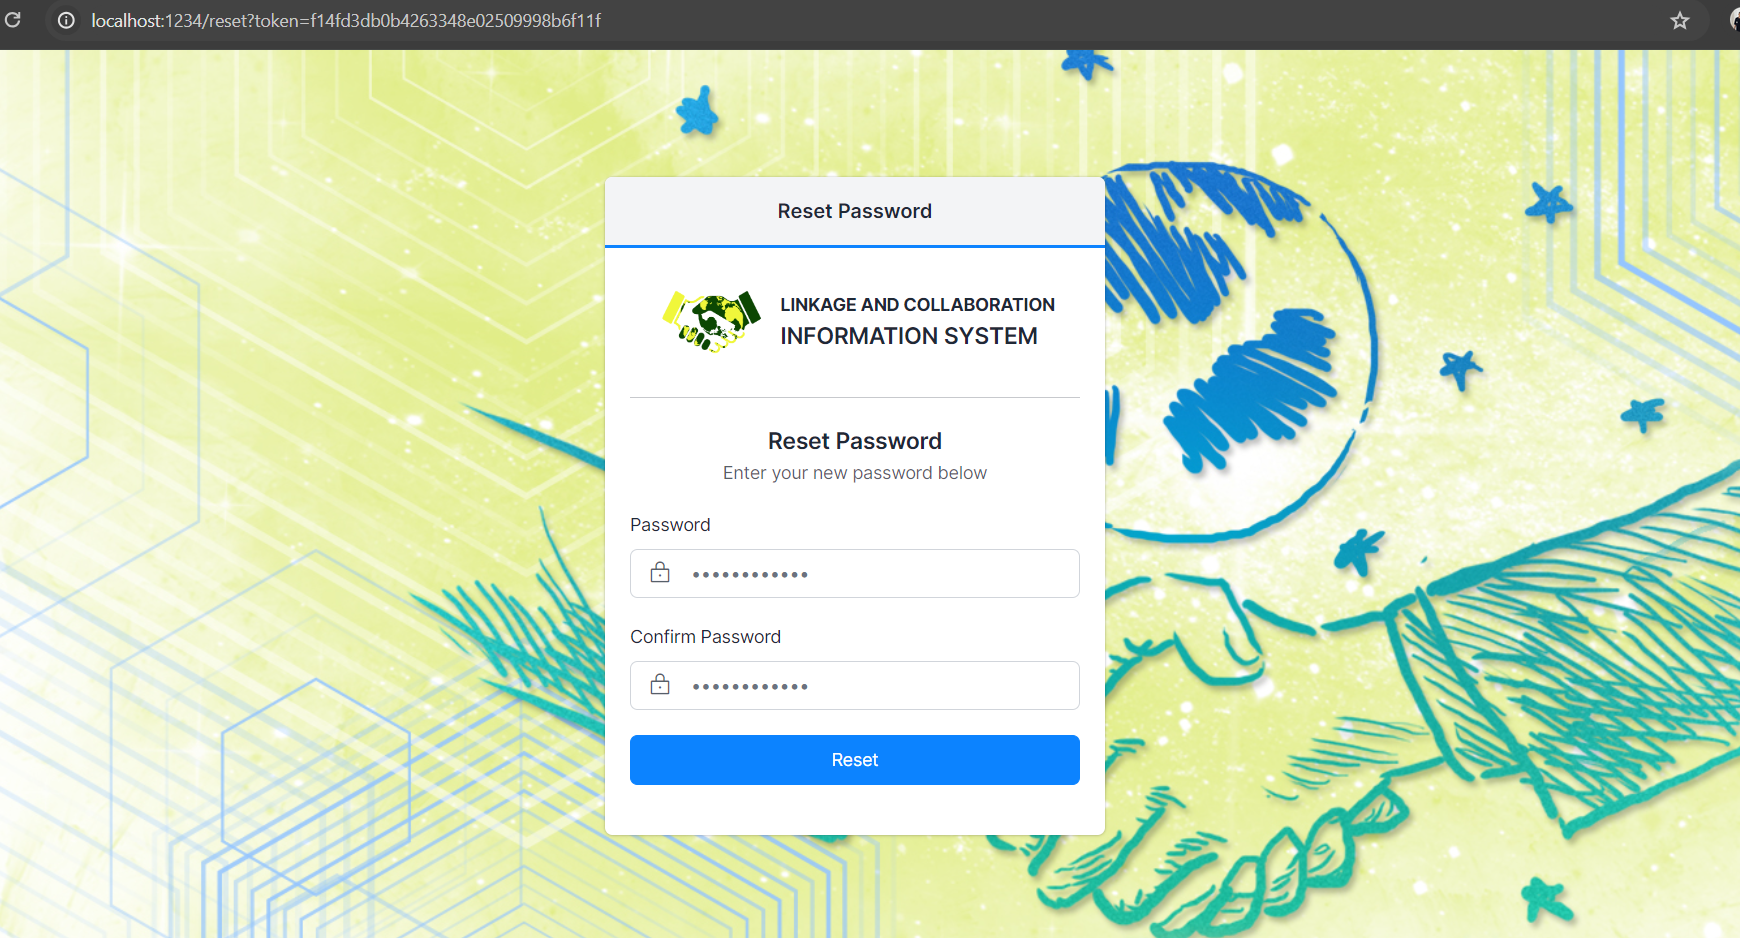 localhost:1234/reset?token=f14fd3db0b4263348e02509998b6f11f
Reset Password
LINKAGE AND COLLABORATION
INFORMATION SYSTEM
Reset Password
Enter your new password below
Password
••••••••••••
Confirm Password
••••••••••••
Reset